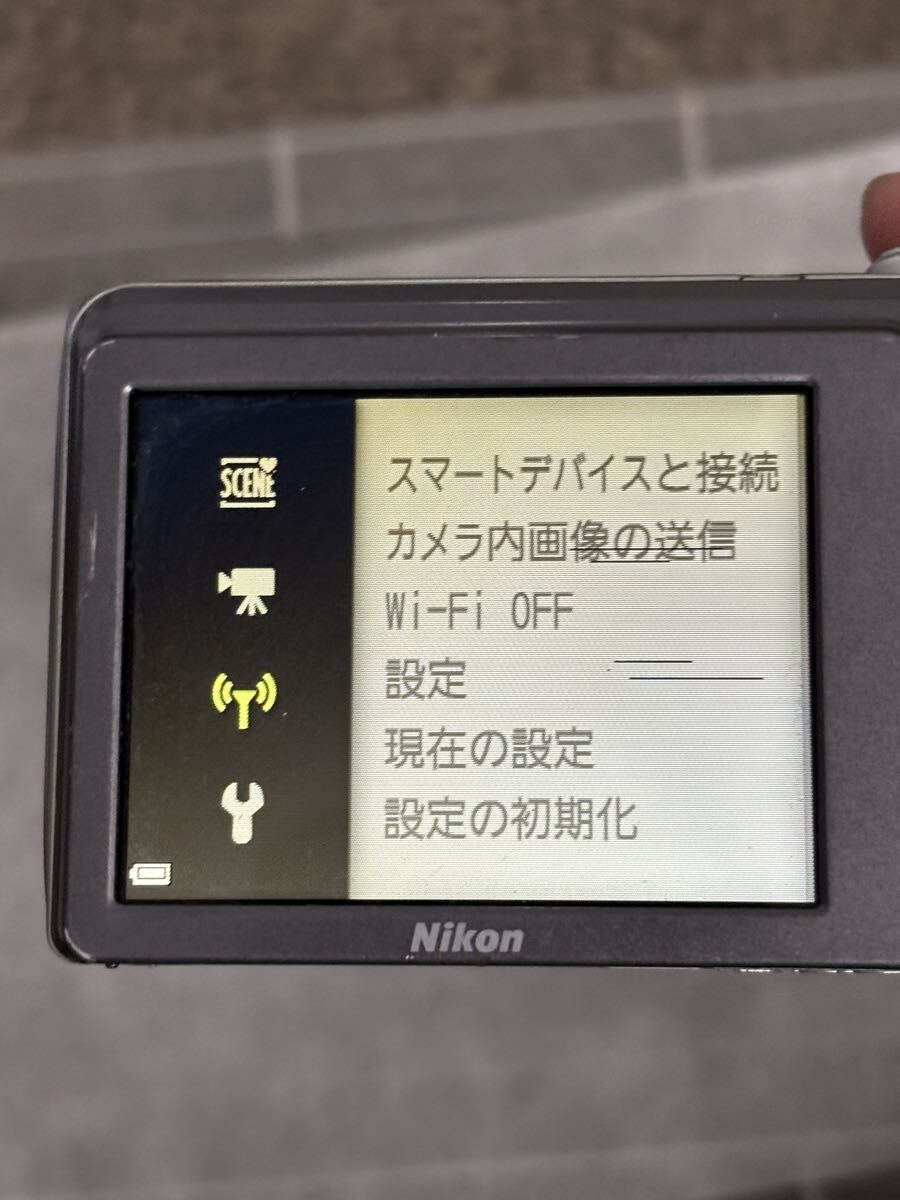 SCENE
スマートデバイスと接続
カメラ内画像の送信
Wi-Fi OFF
設定
現在の設定
設定の初期化
Nikon